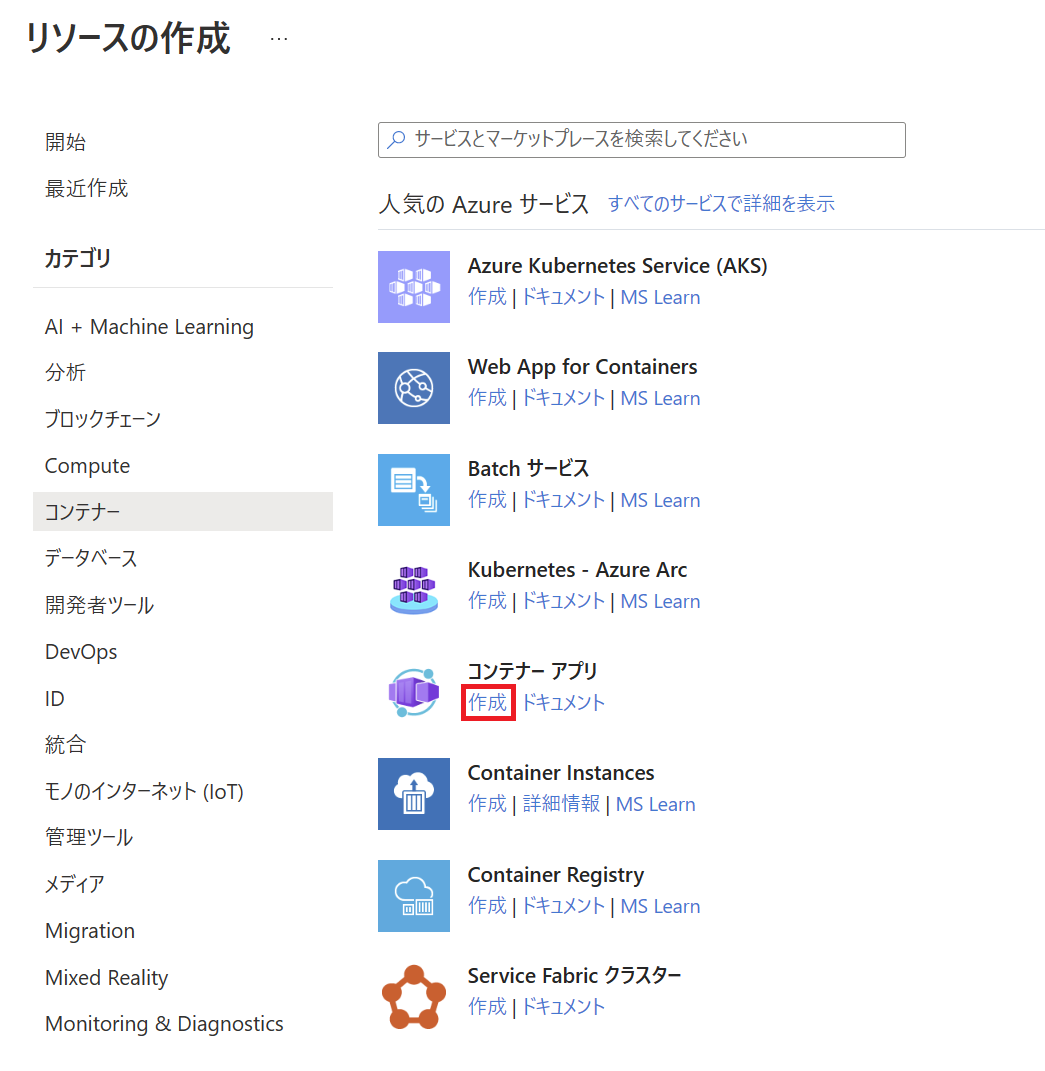 リソースの作成 ...
開始
最近作成
カテゴリ
AI + Machine Learning
分析
ブロックチェーン
Compute
コンテナー
データベース
開発者ツール
DevOps
ID
統合
モノのインターネット (IoT)
管理ツール
メディア
Migration
Mixed Reality
Monitoring & Diagnostics
サービスとマーケットプレースを検索してください
人気の Azure サービス すべてのサービスで詳細を表示
Azure Kubernetes Service (AKS)
作成 | ドキュメント | MS Learn
Web App for Containers
作成 | ドキュメント | MS Learn
Batch サービス
作成 | ドキュメント | MS Learn
Kubernetes - Azure Arc
作成 | ドキュメント | MS Learn
コンテナー アプリ
作成 ドキュメント
Container Instances
作成 | 詳細情報 | MS Learn
Container Registry
作成 | ドキュメント | MS Learn
Service Fabric クラスター
作成 | ドキュメント